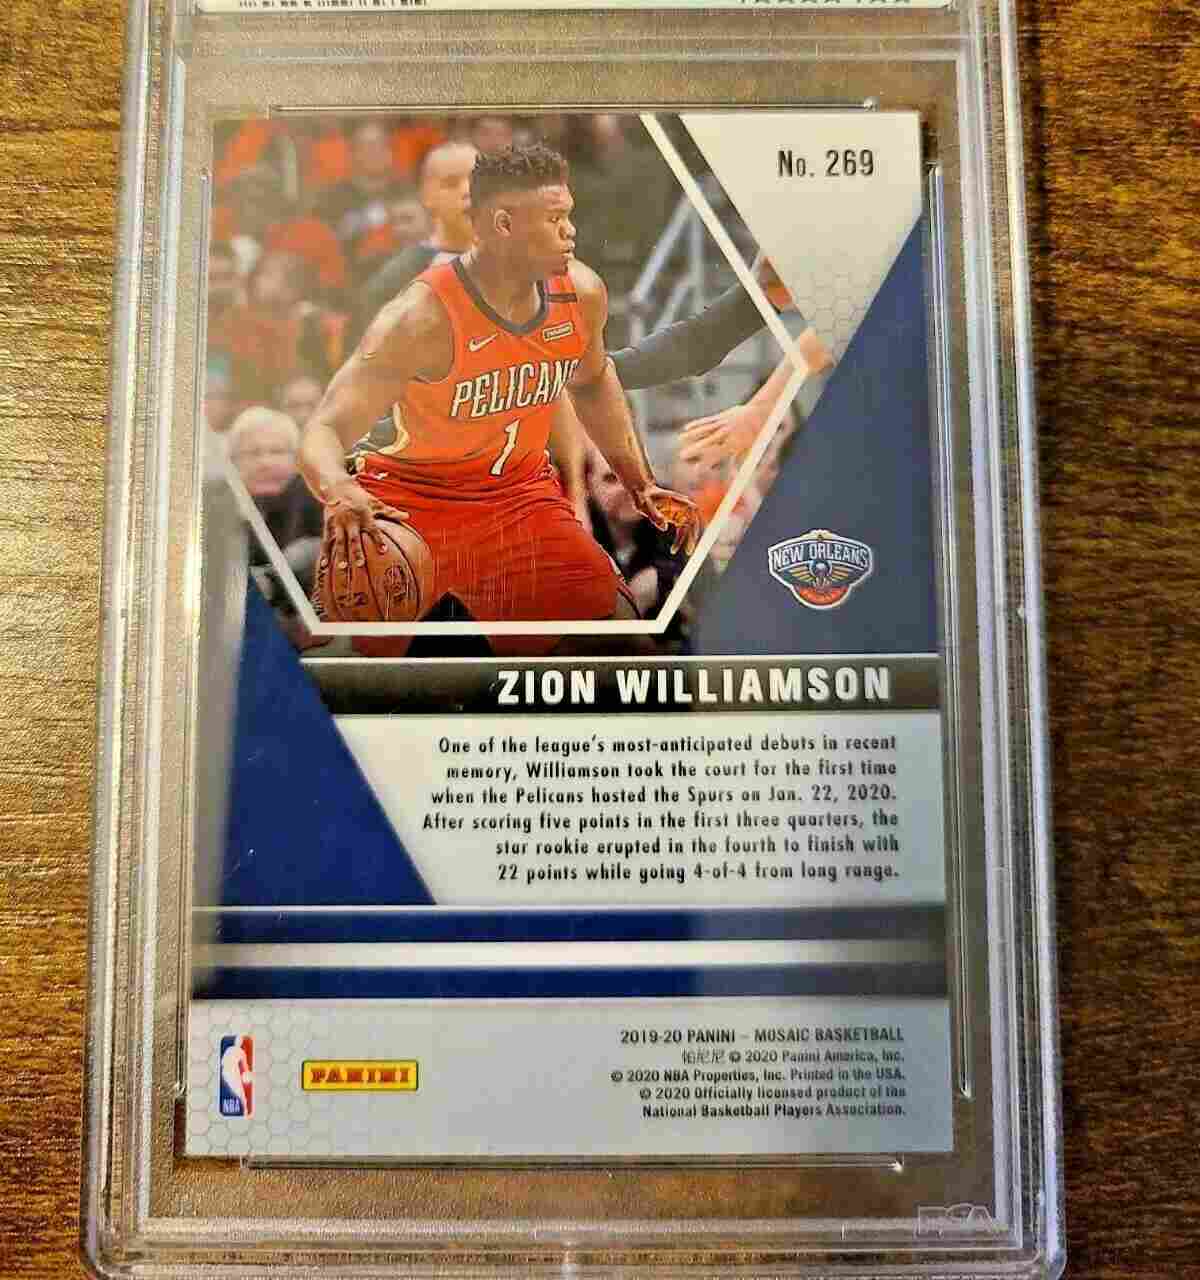 No. 269
PELICANS
1
NEW ORLEANS
ZION WILLIAMSON
One of the league's most-anticipated debuts in recent
memory, Williamson took the court for the first time
when the Pelicans hosted the Spurs on Jan. 22, 2020.
After scoring five points in the first three quarters, the
star rookie erupted in the fourth to finish with
22 points while going 4-of-4 from long range.
2019-20 PANINI – MOSAIC BASKETBALL
帕尼尼 © 2020 Panini America, Inc.
© 2020 NBA Properties, Inc. Printed in the USA.
© 2020 Officially licensed product of the
National Basketball Players Association.
NBA
PANINI
PSA